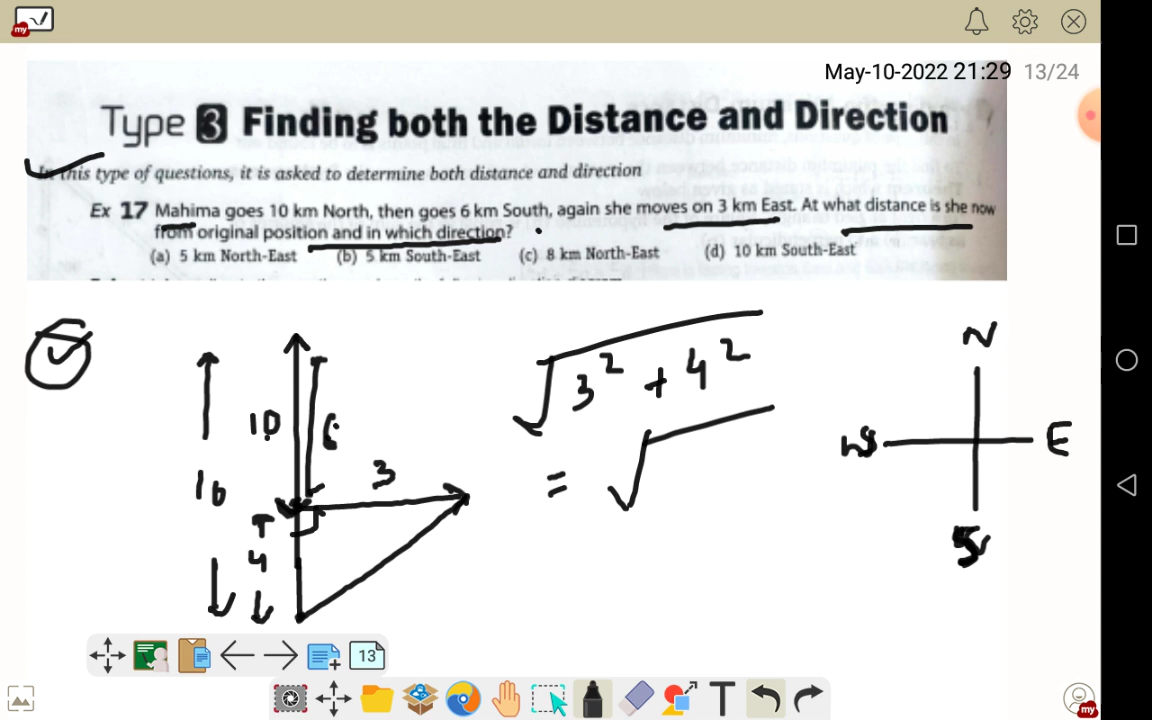 May-10-2022 21:29 13/24
Type 3 Finding both the Distance and Direction
In this type of questions, it is asked to determine both distance and direction
Ex 17 Mahima goes 10 km North, then goes 6 km South, again she moves on 3 km East. At what distance is she now
from original position and in which direction?
(a) 5 km North-East (b) 5 km South-East (c) 8 km North-East (d) 10 km South-East
10 6
10
3
4
√3² + 4²
= √
N
E
S
13
T
my
my